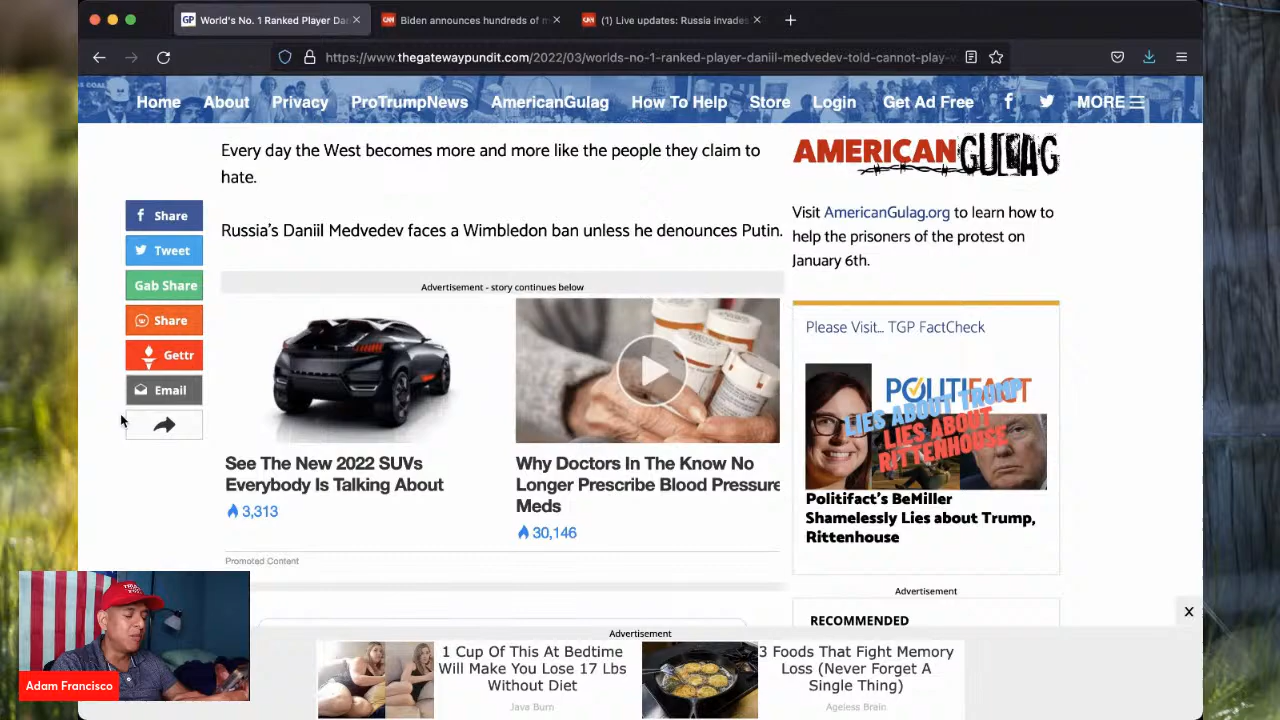 World's No. 1 Ranked Player Da
Biden announces hundreds of m
(1) Live updates: Russia invades
https://www.thegatewaypundit.com/2022/03/worlds-no-1-ranked-player-daniil-medvedev-told-cannot-play-
Home About Privacy ProTrumpNews AmericanGulag How To Help Store Login Get Ad Free MORE
Every day the West becomes more and more like the people they claim to
hate.
Russia's Daniil Medvedev faces a Wimbledon ban unless he denounces Putin.
Share
Tweet
Gab Share
Share
Gettr
Email
Advertisement - story continues below
See The New 2022 SUVs
Everybody Is Talking About
3,313
Why Doctors In The Know No
Longer Prescribe Blood Pressure
Meds
30,146
Promoted Content
AMERICANGULAG
Visit AmericanGulag.org to learn how to
help the prisoners of the protest on
January 6th.
Please Visit... TGP FactCheck
POLITIFACT
LIES ABOUT TRUMP
LIES ABOUT
RITTENHOUSE
Politifact's BeMiller
Shamelessly Lies about Trump,
Rittenhouse
Advertisement
RECOMMENDED
Advertisement
1 Cup Of This At Bedtime
Will Make You Lose 17 Lbs
Without Diet
Java Burn
3 Foods That Fight Memory
Loss (Never Forget A
Single Thing)
Ageless Brain
Adam Francisco